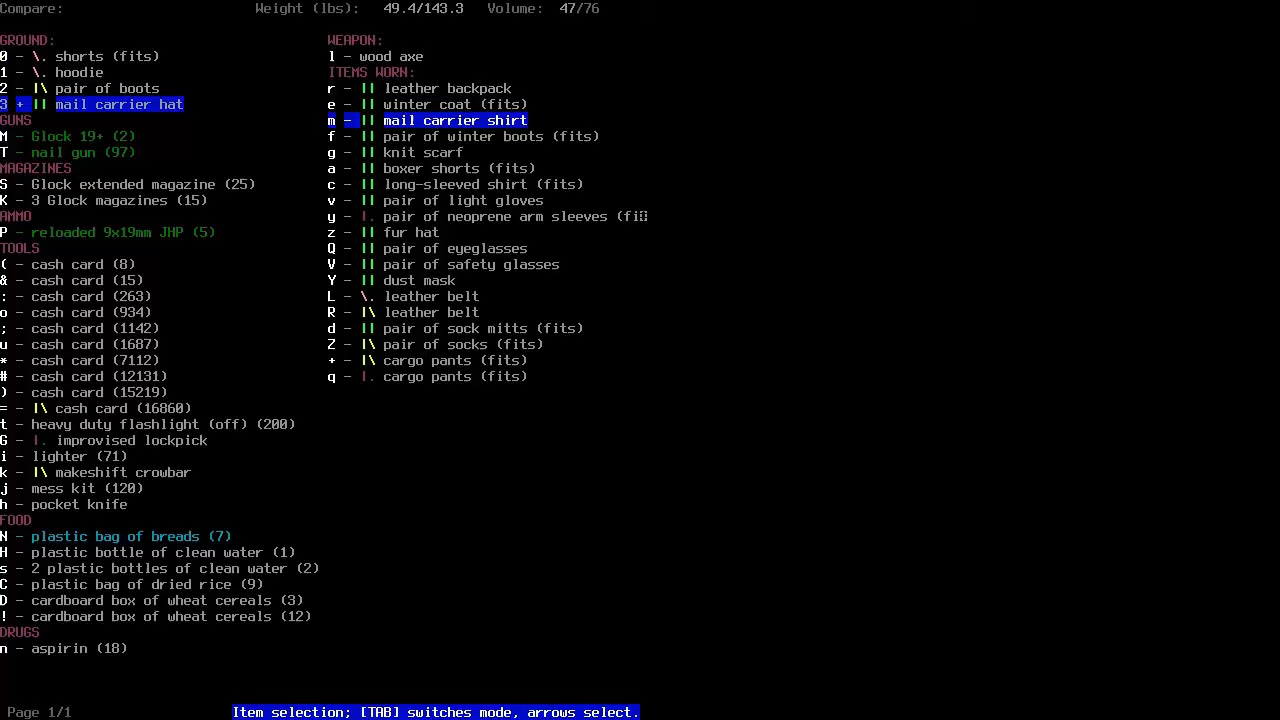 Compare: Weight (lbs): 49.4/143.3 Volume: 47/76
GROUND:
0 - \. shorts (fits)
1 - \. hoodie
2 - |\ pair of boots
3 + || mail carrier hat
GUNS
M - Glock 19+ (2)
T - nail gun (97)
MAGAZINES
S - Glock extended magazine (25)
K - 3 Glock magazines (15)
AMMO
P - reloaded 9x19mm JHP (5)
TOOLS
( - cash card (8)
& - cash card (15)
: - cash card (263)
o - cash card (934)
; - cash card (1142)
u - cash card (1687)
* - cash card (7112)
# - cash card (12131)
) - cash card (15219)
= - |\ cash card (16860)
t - heavy duty flashlight (off) (200)
G - |. improvised lockpick
i - lighter (71)
k - |\ makeshift crowbar
j - mess kit (120)
h - pocket knife
FOOD
N - plastic bag of breads (7)
H - plastic bottle of clean water (1)
s - 2 plastic bottles of clean water (2)
C - plastic bag of dried rice (9)
D - cardboard box of wheat cereals (3)
! - cardboard box of wheat cereals (12)
DRUGS
n - aspirin (18)
WEAPON:
l - wood axe
ITEMS WORN:
r - || leather backpack
e - || winter coat (fits)
m - || mail carrier shirt
f - || pair of winter boots (fits)
g - || knit scarf
a - || boxer shorts (fits)
c - || long-sleeved shirt (fits)
v - || pair of light gloves
y - |. pair of neoprene arm sleeves (fi
z - || fur hat
Q - || pair of eyeglasses
V - || pair of safety glasses
Y - || dust mask
L - \. leather belt
R - |\ leather belt
d - || pair of sock mitts (fits)
Z - |\ pair of socks (fits)
+ - |\ cargo pants (fits)
q - |. cargo pants (fits)
Page 1/1 Item selection; [TAB] switches mode, arrows select.